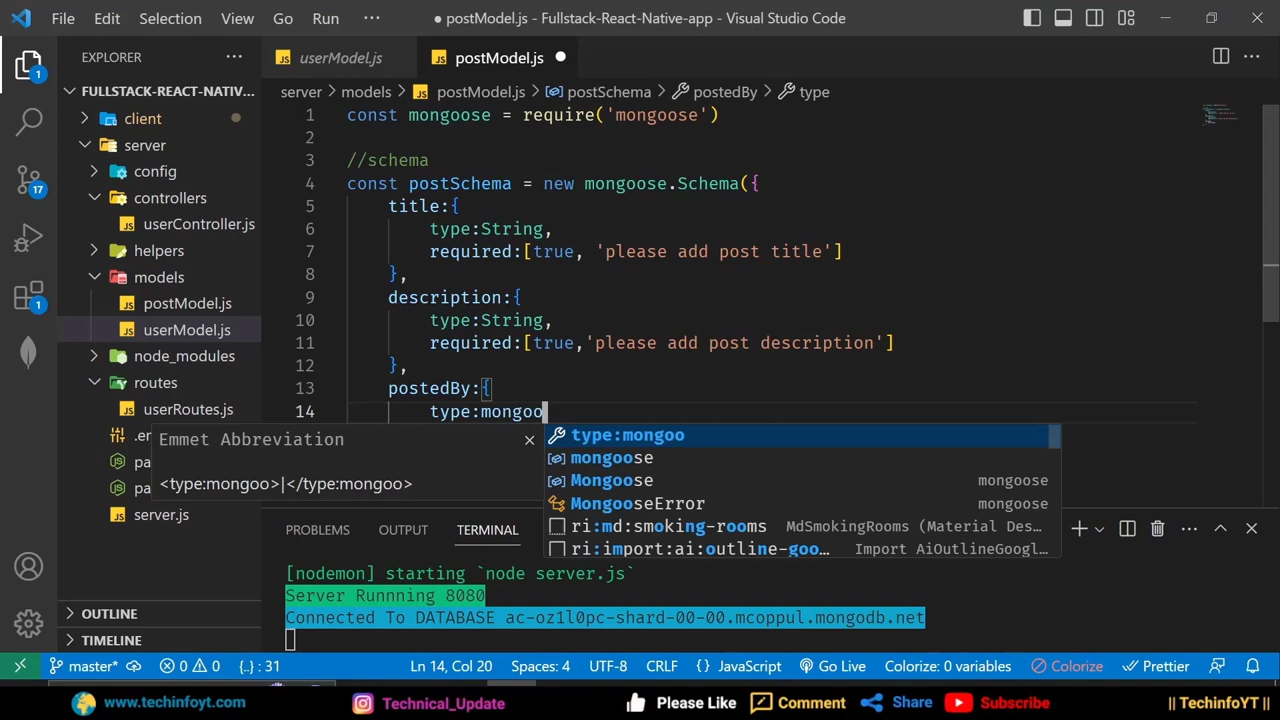 File Edit Selection View Go Run ··· ● postModel.js - Fullstack-React-Native-app - Visual Studio Code
EXPLORER ···
userModel.js postModel.js ●
FULLSTACK-REACT-NATIV...
server > models > postModel.js > postSchema > postedBy > type
client
server
config
controllers
userController.js
helpers
models
postModel.js
userModel.js
node_modules
routes
userRoutes.js
.e
pa
pa
server.js
OUTLINE
TIMELINE
1 const mongoose = require('mongoose')
2
3 //schema
4 const postSchema = new mongoose.Schema({
5 title:{
6 type:String,
7 required:[true, 'please add post title']
8 },
9 description:{
10 type:String,
11 required:[true,'please add post description']
12 },
13 postedBy:{
14 type:mongoo
Emmet Abbreviation
<type:mongoo>|</type:mongoo>
type:mongoo
mongoose
Mongoose mongoose
MongooseError mongoose
ri:md:smoking-rooms MdSmokingRooms (Material Des…
ri:import:ai:outline-goo… Import AiOutlineGoogl…
PROBLEMS OUTPUT TERMINAL
[nodemon] starting `node server.js`
Server Runnning 8080
Connected To DATABASE ac-oz1l0pc-shard-00-00.mcoppul.mongodb.net
1
17
1
master* 0 0 {..} : 31 Ln 14, Col 20 Spaces: 4 UTF-8 CRLF {} JavaScript Go Live Colorize: 0 variables Colorize Prettier
www.techinfoyt.com Technical_Update Please Like Comment Share Subscribe || TechinfoYT ||